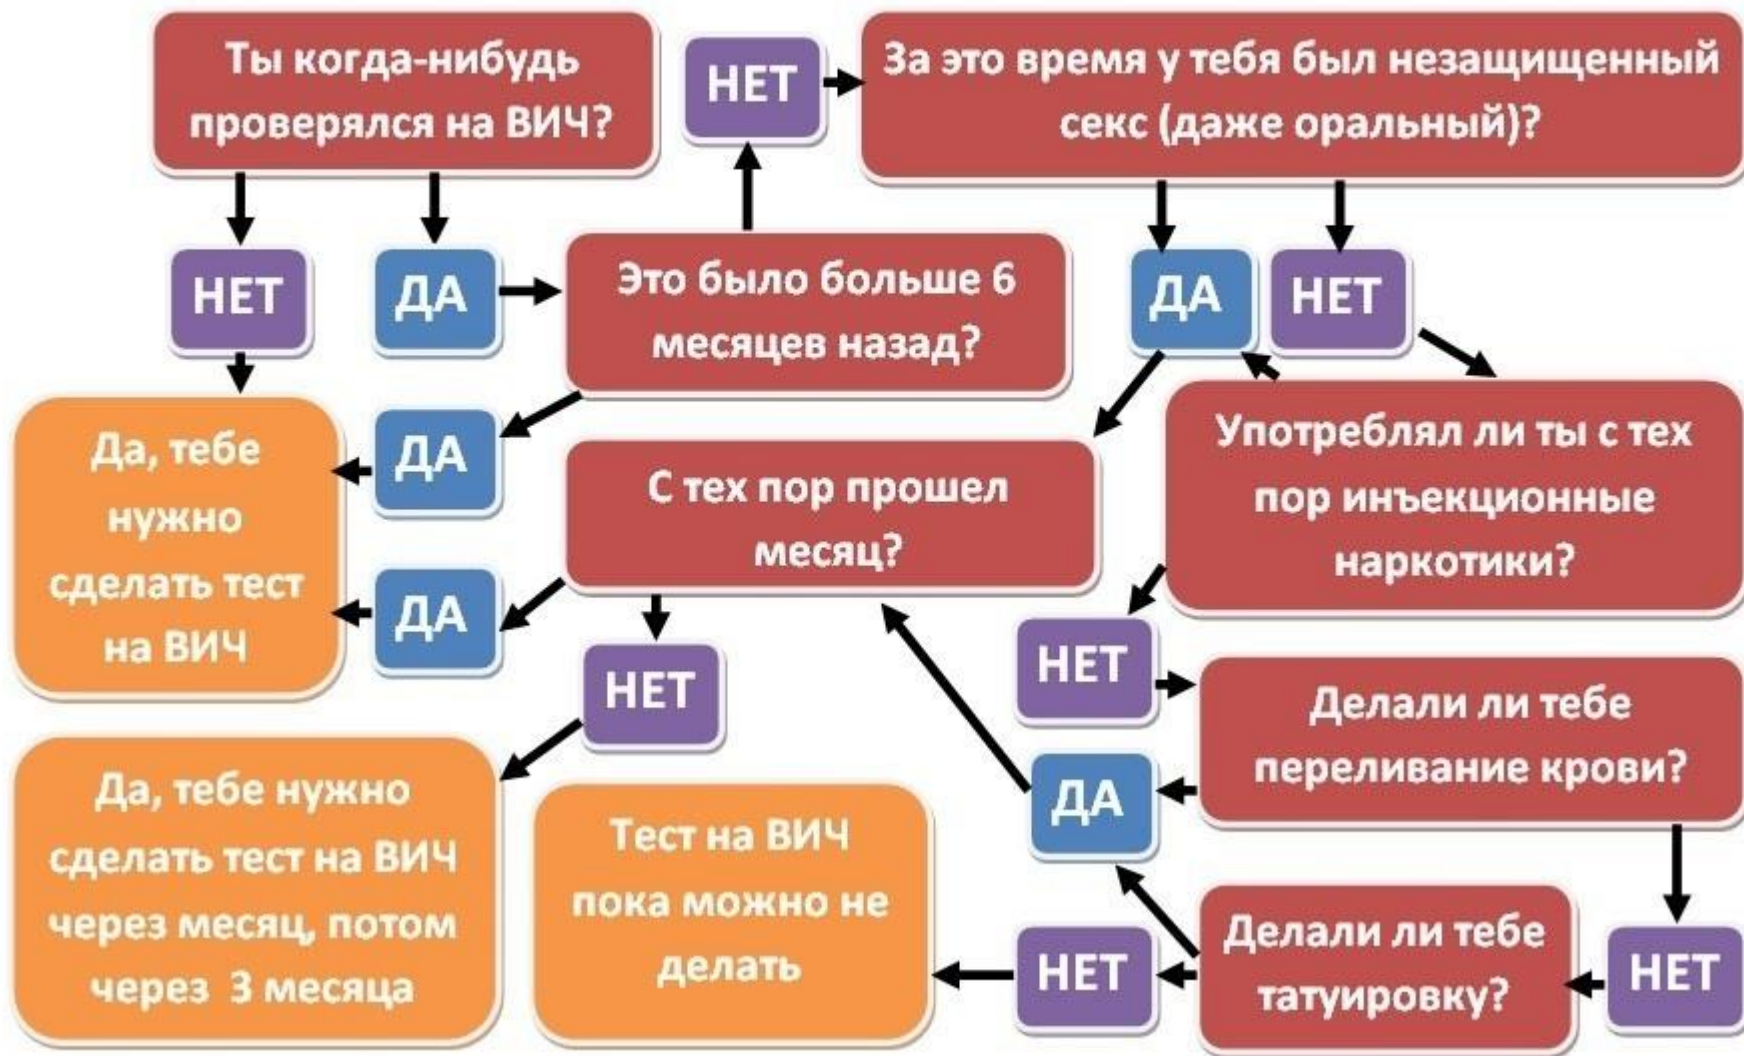 Ты когда-нибудь
проверялся на ВИЧ?
НЕТ
За это время у тебя был незащищенный
секс (даже оральный)?
НЕТ
ДА
Это было больше 6
месяцев назад?
ДА
НЕТ
Да, тебе
нужно
сделать тест
на ВИЧ
ДА
ДА
С тех пор прошел
месяц?
Употреблял ли ты с тех
пор инъекционные
наркотики?
НЕТ
НЕТ
Делали ли тебе
переливание крови?
Да, тебе нужно
сделать тест на ВИЧ
через месяц, потом
через 3 месяца
Тест на ВИЧ
пока можно не
делать
ДА
НЕТ
Делали ли тебе
татуировку?
НЕТ